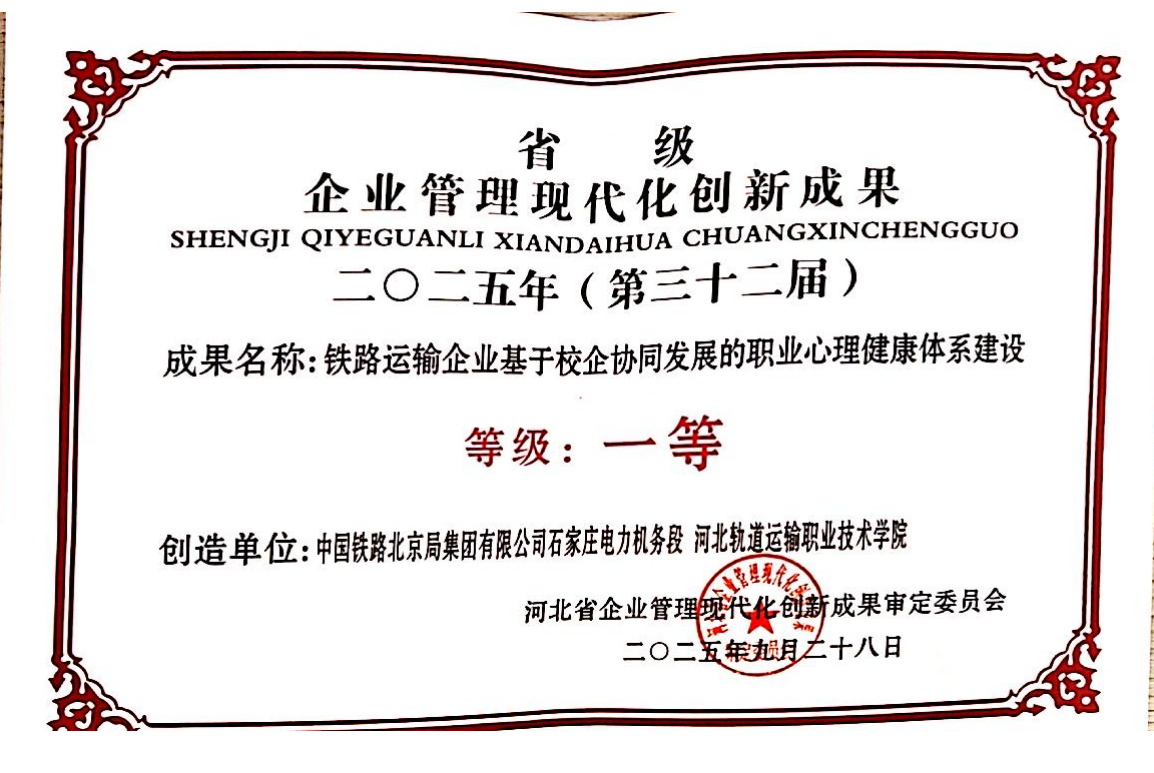 省 级
企业管理现代化创新成果
SHENGJI QIYEGUANLI XIANDAIHUA CHUANGXINCHENGGUO
二〇二五年（第三十二届）
成果名称:铁路运输企业基于校企协同发展的职业心理健康体系建设
等级：一等
创造单位:中国铁路北京局集团有限公司石家庄电力机务段 河北轨道运输职业技术学院
河北省企业管理现代化创新成果审定委员会
二〇二五年九月二十八日